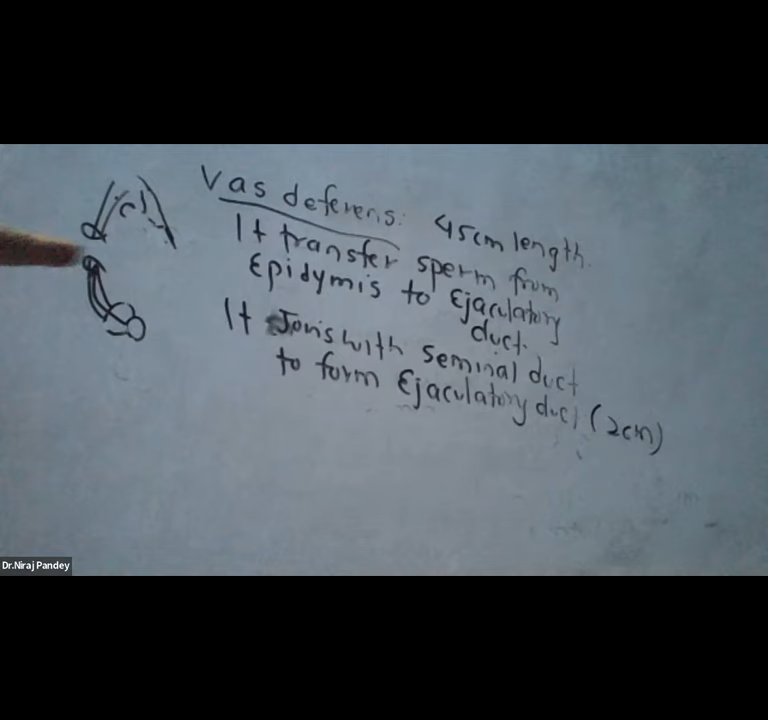 Vas deferens: 45cm length.
It transfer sperm from
Epidymis to Ejaculatory
duct.
It Jonis with seminal duct
to form Ejaculatory duct (2cm)
Dr.Niraj Pandey